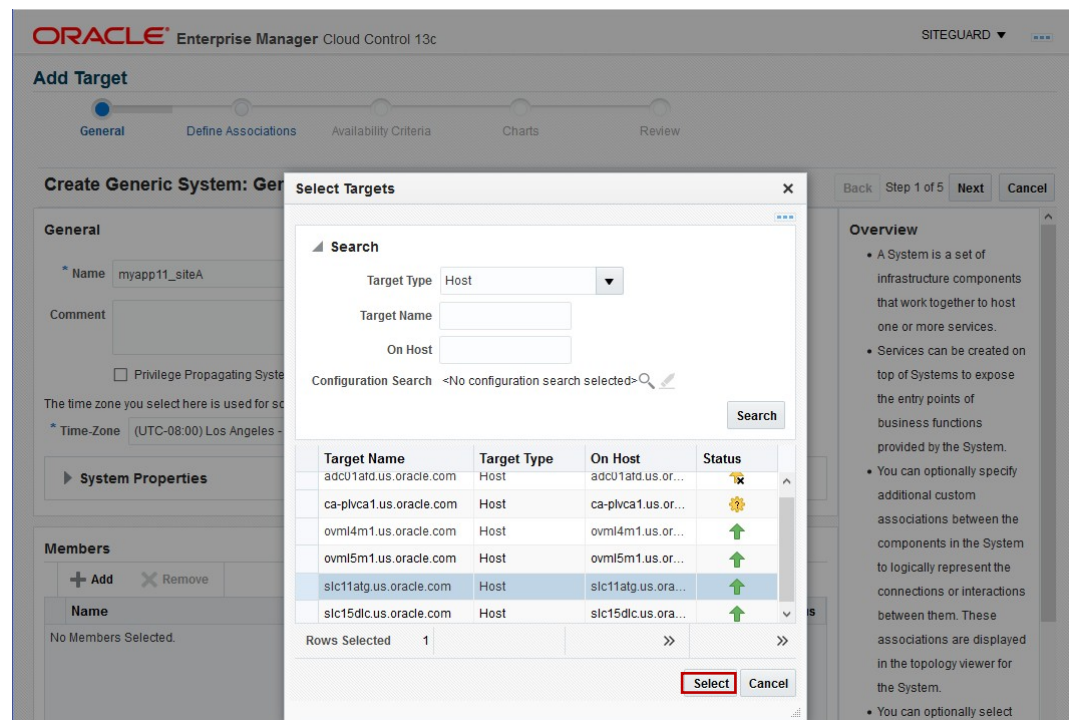 ORACLE Enterprise Manager Cloud Control 13c
SITEGUARD
Add Target
General
Define Associations
Availability Criteria
Charts
Review
Create Generic System: Ger
Back Step 1 of 5 Next Cancel
General
* Name myapp11_siteA
Comment
Privilege Propagating Syste
The time zone you select here is used for sc
* Time-Zone (UTC-08:00) Los Angeles -
System Properties
Members
Add Remove
Name
us
No Members Selected.
Select Targets
Search
Target Type Host
Target Name
On Host
Configuration Search <No configuration search selected>
Search
Target Name Target Type On Host Status
adc01afd.us.oracle.com Host adc01afd.us.or...
ca-plvca1.us.oracle.com Host ca-plvca1.us.or...
ovml4m1.us.oracle.com Host ovml4m1.us.or...
ovml5m1.us.oracle.com Host ovml5m1.us.or...
slc11atg.us.oracle.com Host slc11atg.us.ora...
slc15dlc.us.oracle.com Host slc15dlc.us.ora...
Rows Selected 1
Select Cancel
Overview
• A System is a set of
infrastructure components
that work together to host
one or more services.
• Services can be created on
top of Systems to expose
the entry points of
business functions
provided by the System.
• You can optionally specify
additional custom
associations between the
components in the System
to logically represent the
connections or interactions
between them. These
associations are displayed
in the topology viewer for
the System.
• You can optionally select